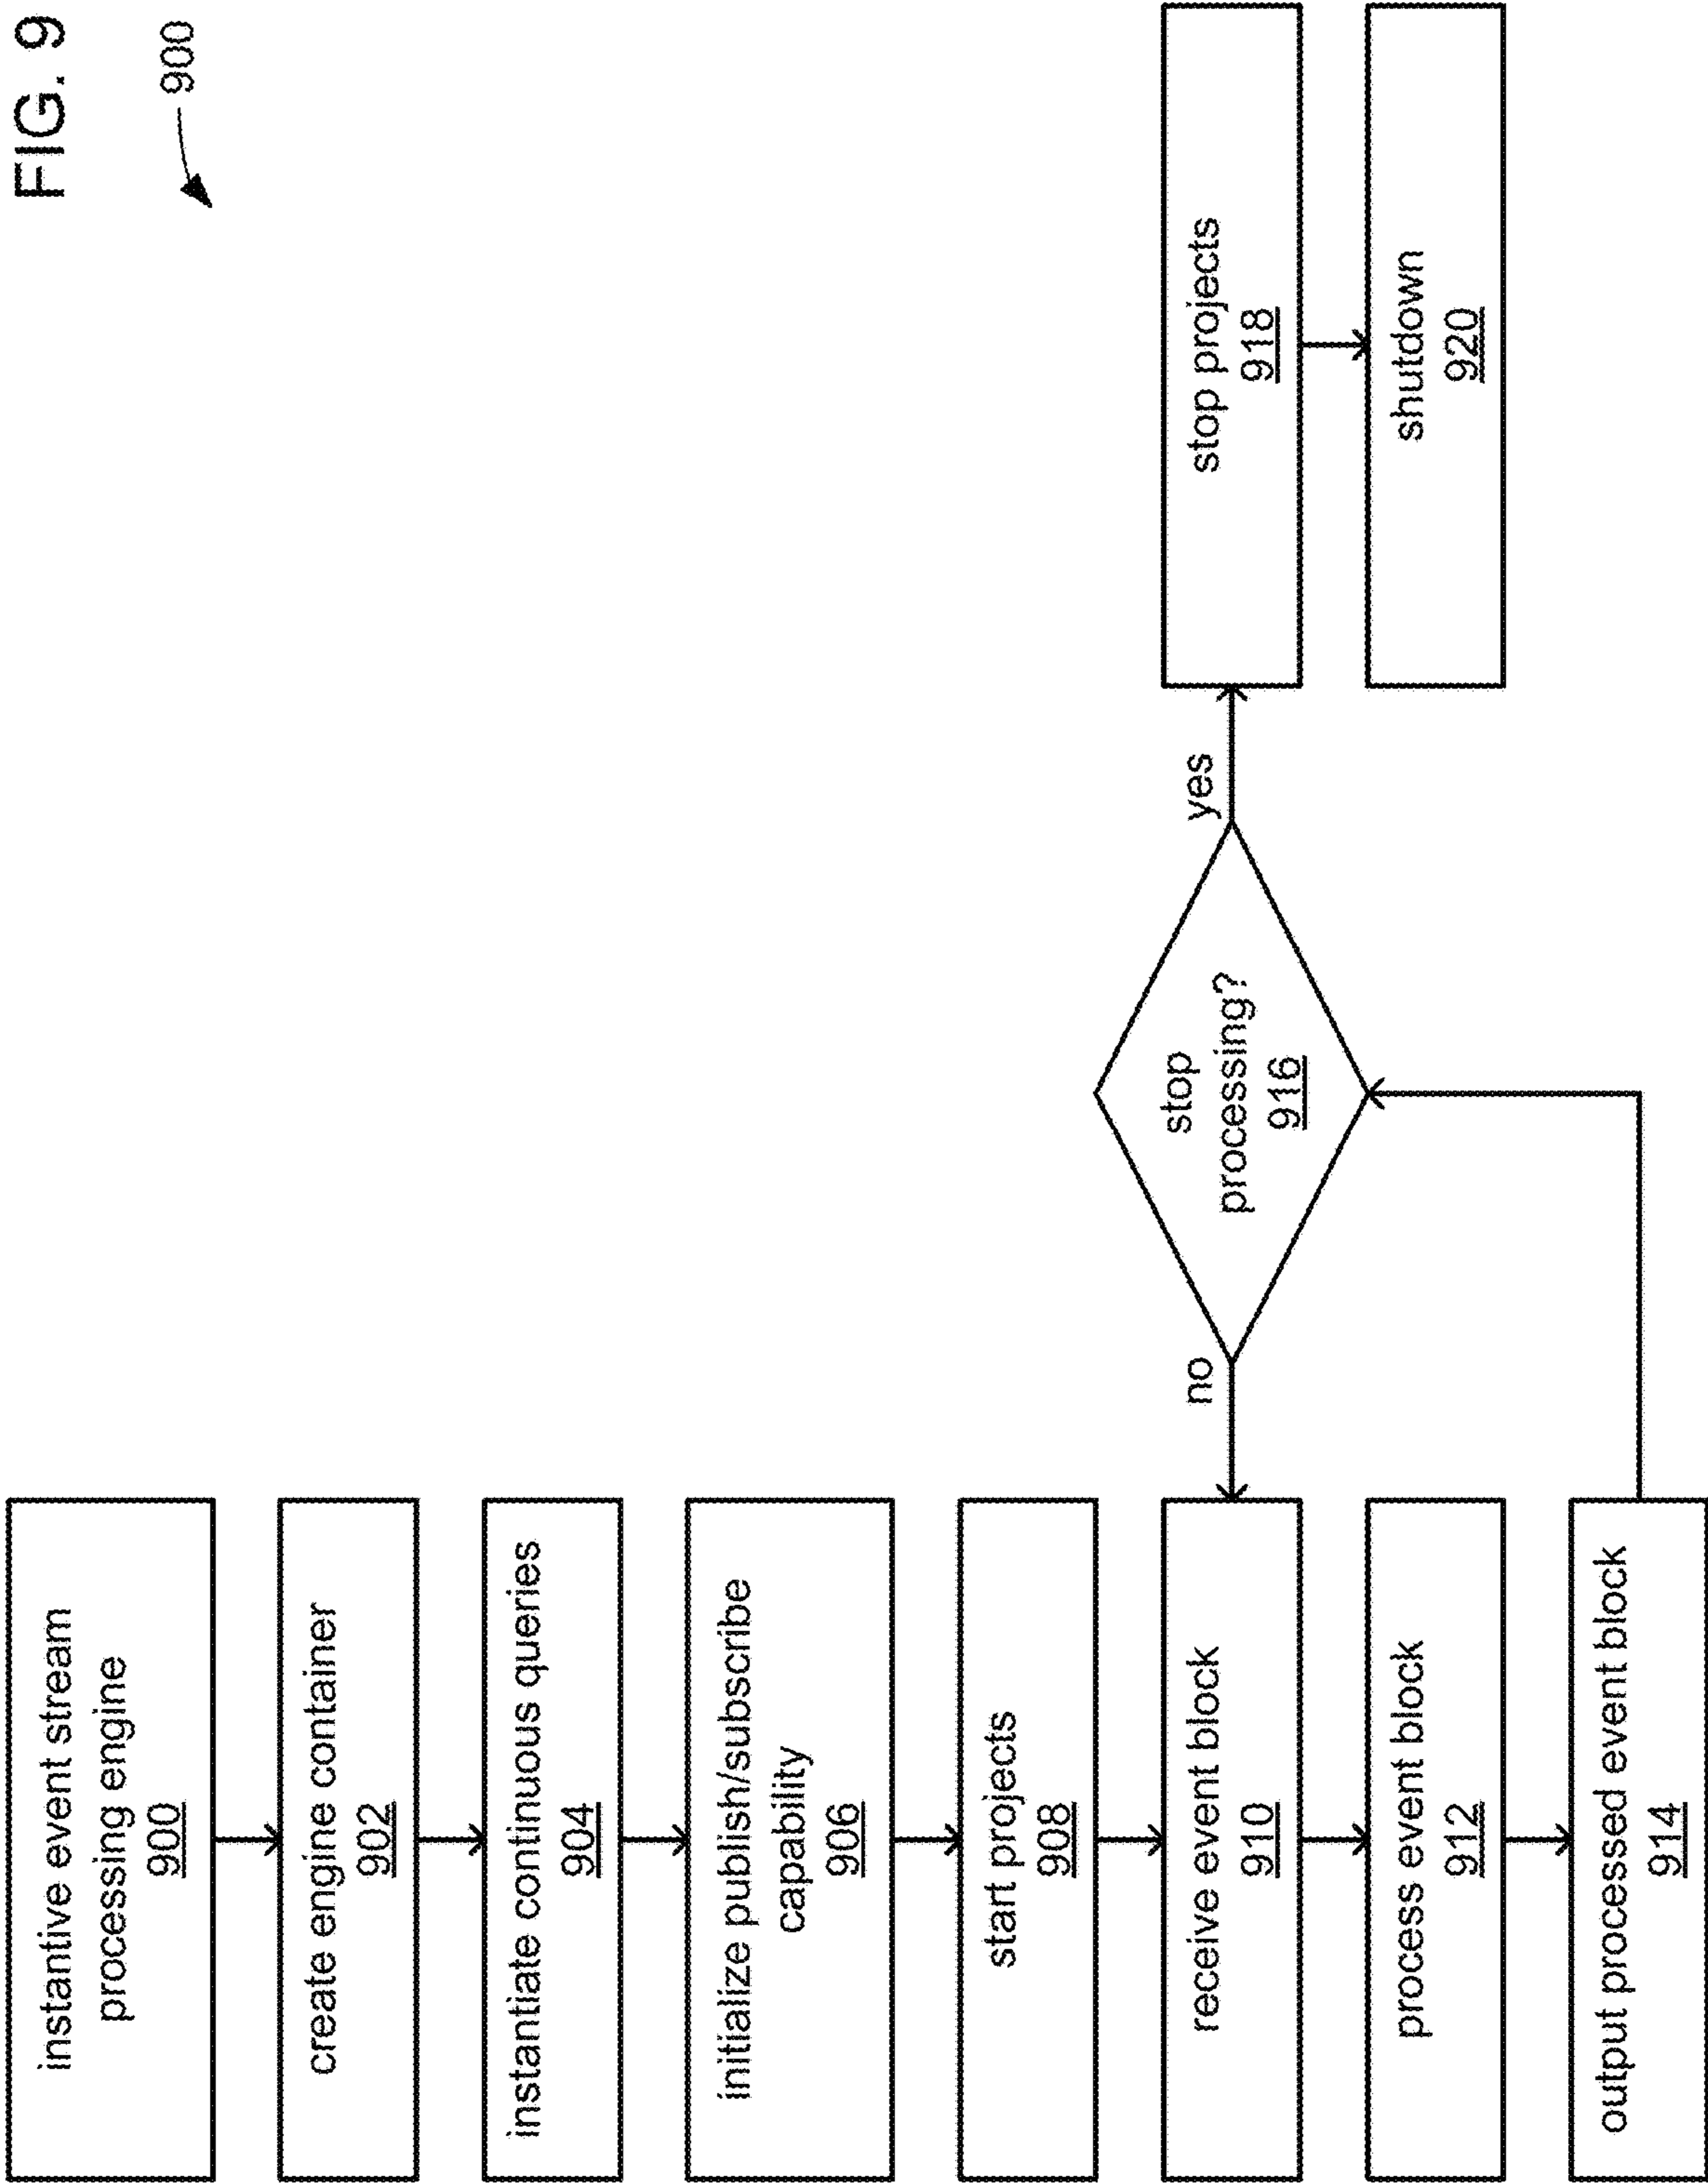 FIG. 9
900
instantive event stream
processing engine
900
create engine container
902
instantiate continuous queries
904
initialize publish/subscribe
capability
906
start projects
908
receive event block
910
process event block
912
output processed event block
914
no
stop
processing?
916
yes
stop projects
918
shutdown
920